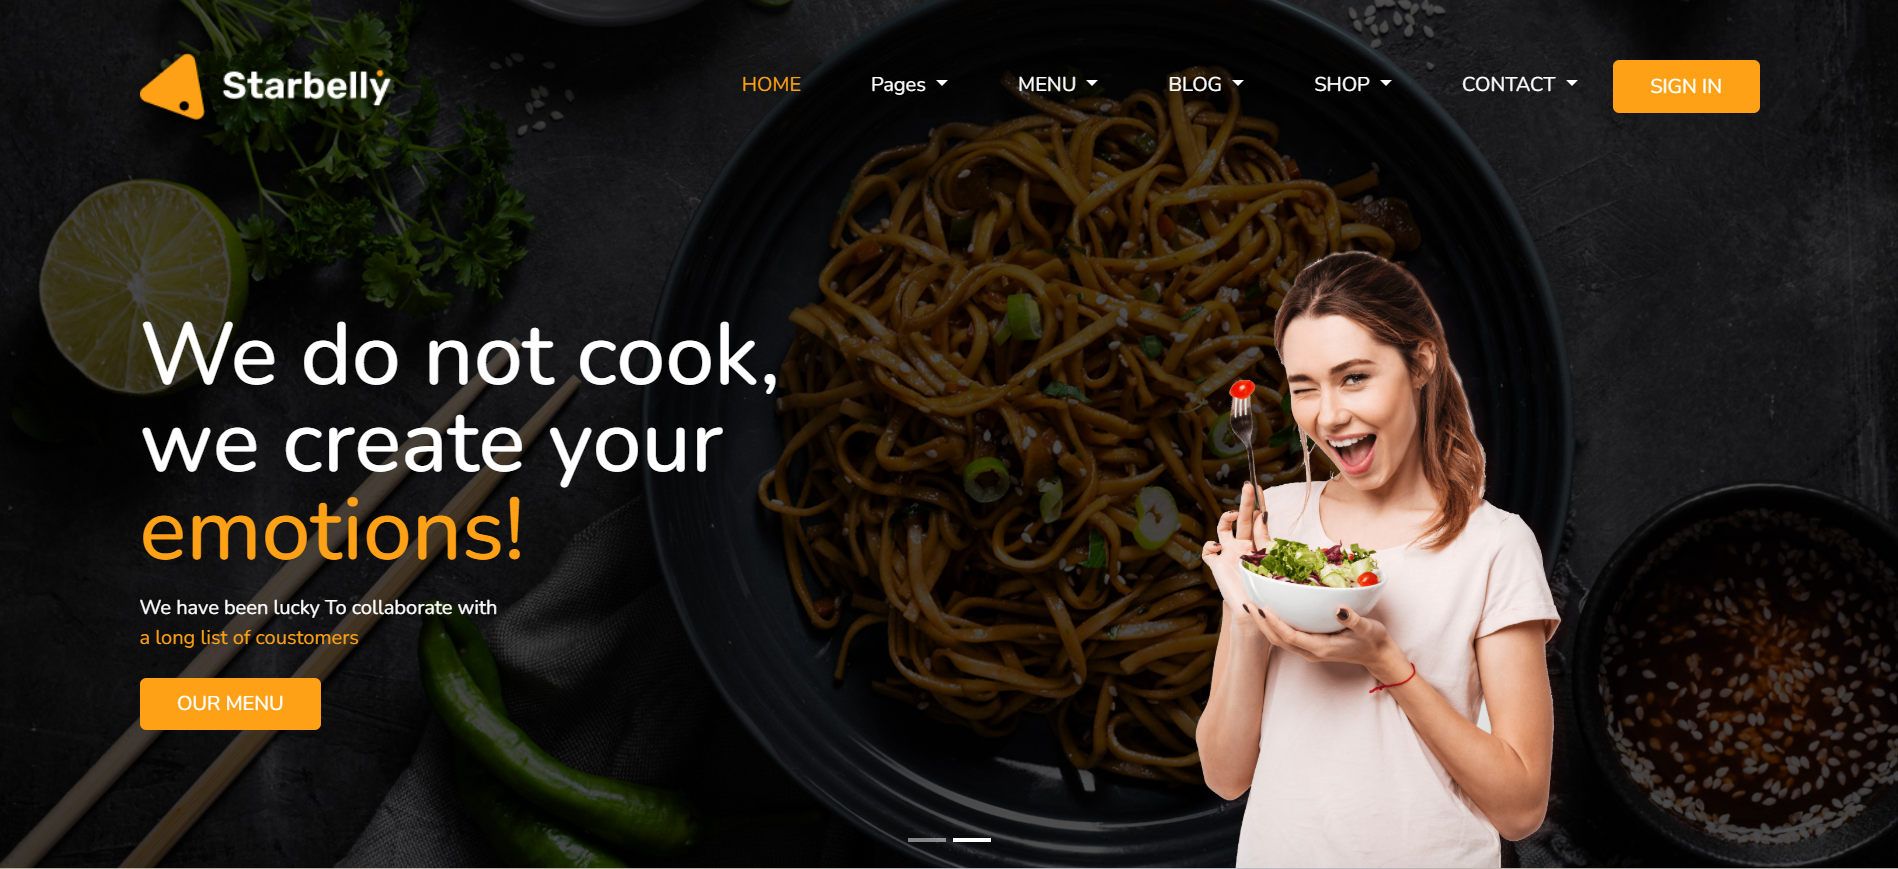 Starbelly
HOME Pages MENU BLOG SHOP CONTACT SIGN IN
We do not cook,
we create your
emotions!
We have been lucky To collaborate with
a long list of coustomers
OUR MENU